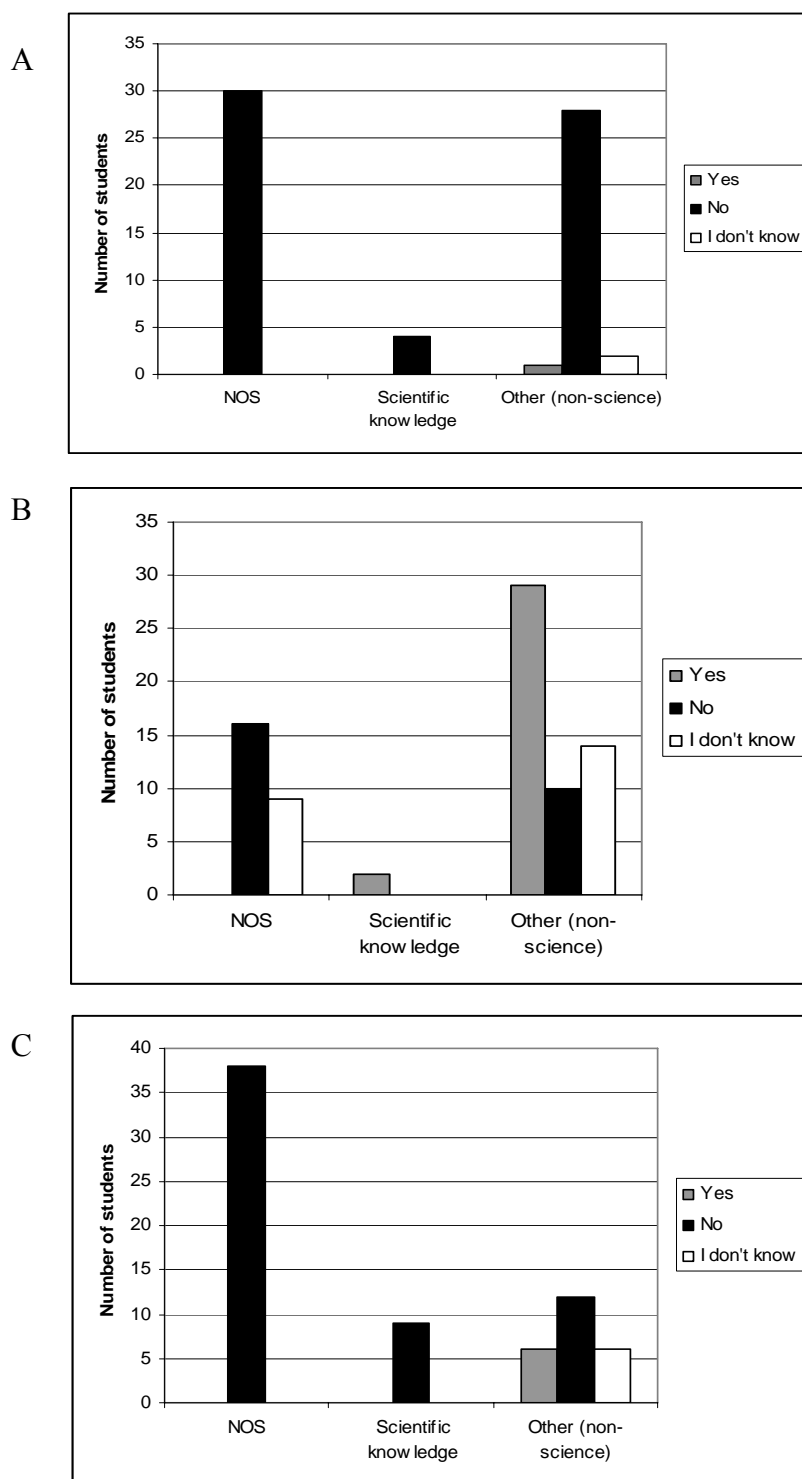 A
Number of students
35
30
25
20
15
10
5
0
NOS
Scientific
know ledge
Other (non-science)
Yes
No
I don't know
B
Number of students
35
30
25
20
15
10
5
0
NOS
Scientific
know ledge
Other (non-
science)
Yes
No
I don't know
C
Number of students
40
35
30
25
20
15
10
5
0
NOS
Scientific
know ledge
Other (non-
science)
Yes
No
I don't know